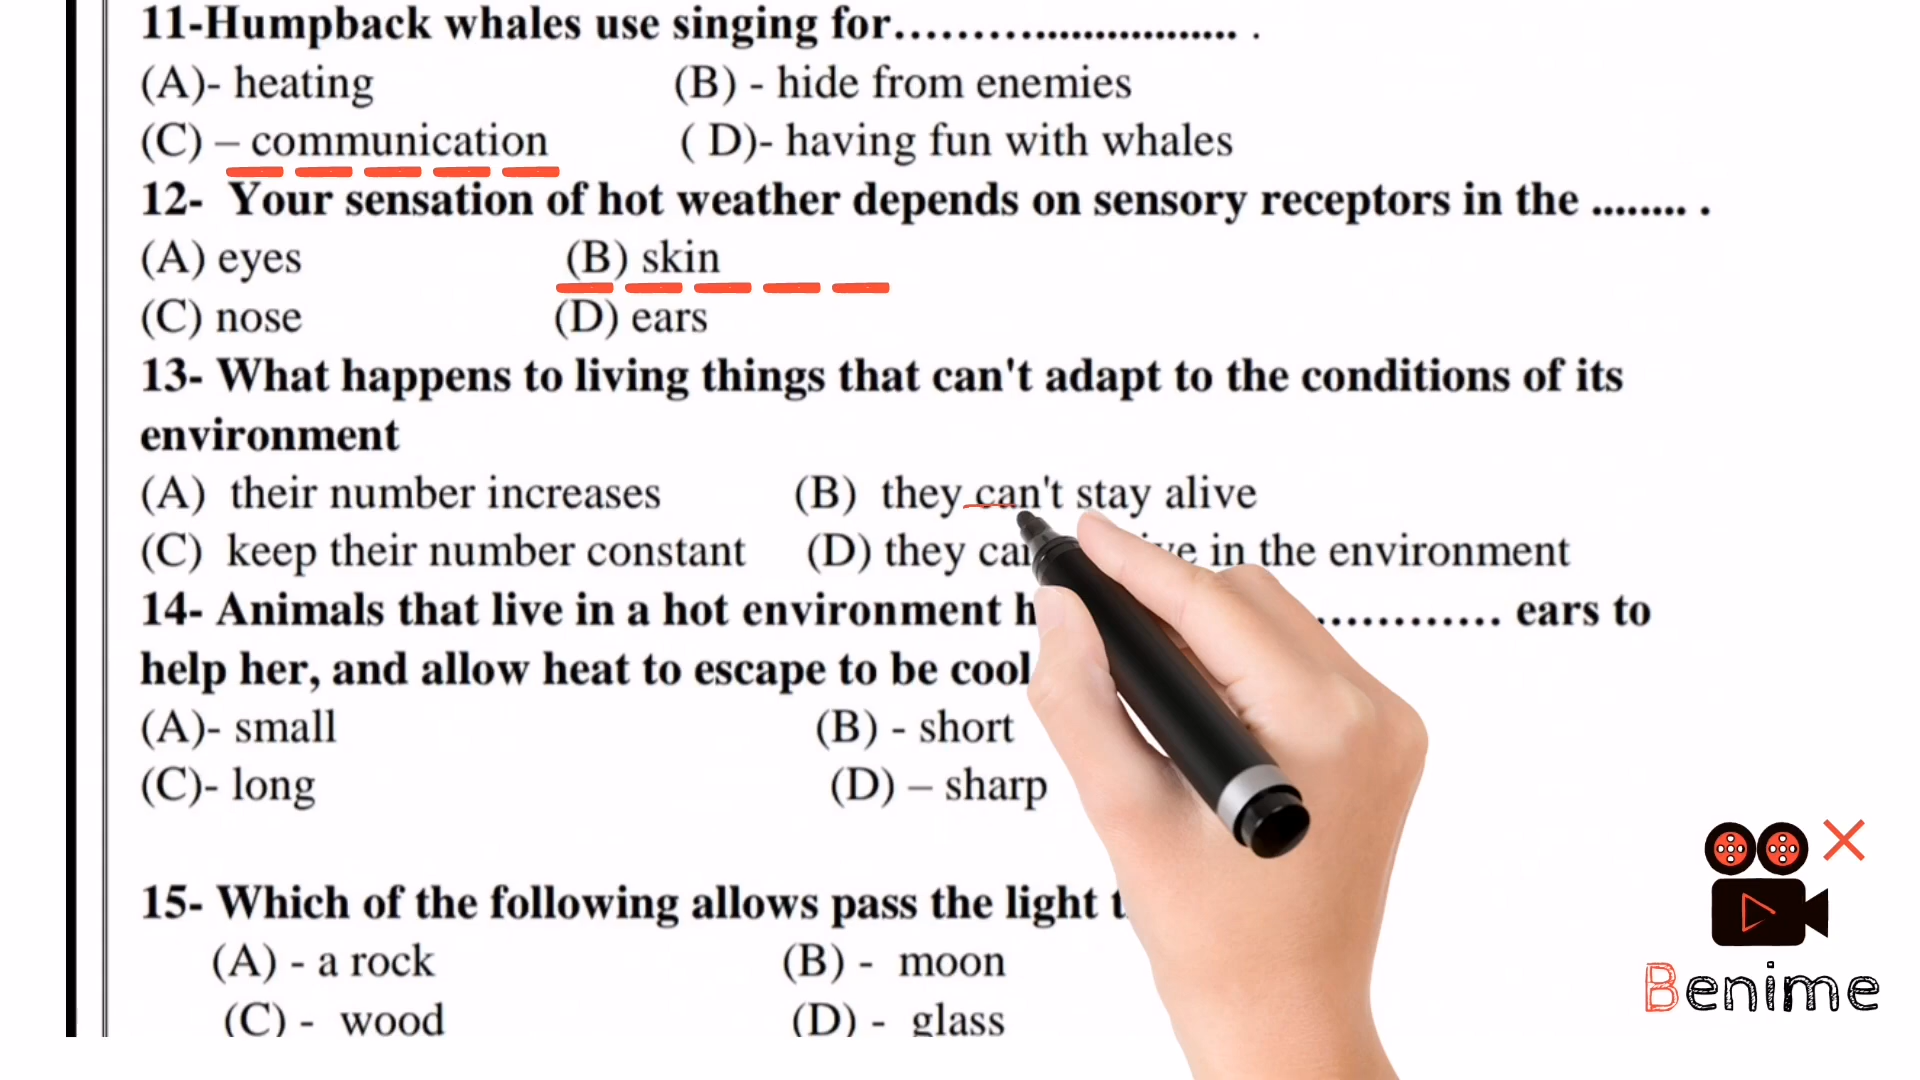 11-Humpback whales use singing for………................. .
(A)- heating (B) - hide from enemies
(C) – communication ( D)- having fun with whales
12- Your sensation of hot weather depends on sensory receptors in the ........ .
(A) eyes (B) skin
(C) nose (D) ears
13- What happens to living things that can't adapt to the conditions of its
environment
(A) their number increases (B) they can't stay alive
(C) keep their number constant (D) they in the environment
14- Animals that live in a hot environment ………… ears to
help her, and allow heat to escape to be cool
(A)- small (B) - short
(C)- long (D) – sharp
15- Which of the following allows pass the light
(A) - a rock (B) - moon
(C) - wood (D) - glass
Benime